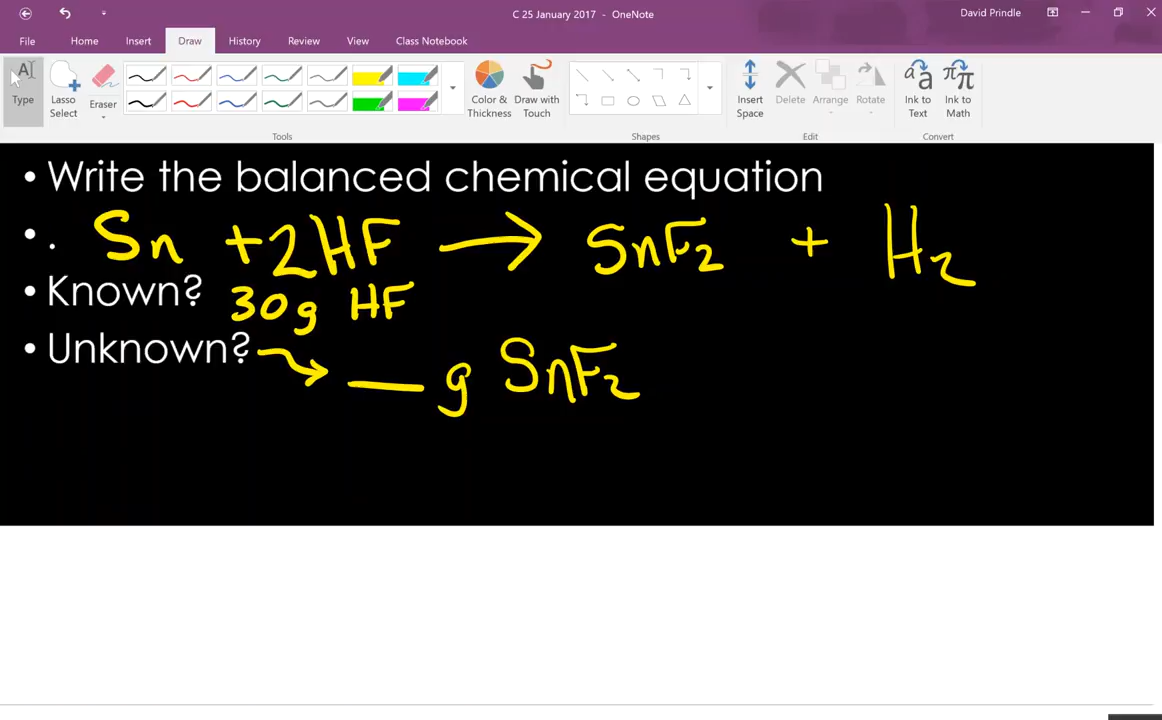 C 25 January 2017 - OneNote
David Prindle
File Home Insert Draw History Review View Class Notebook
Type
Lasso Select
Eraser
Color & Thickness
Draw with Touch
Insert Space
Delete
Arrange
Rotate
Ink to Text
Ink to Math
Tools
Shapes
Edit
Convert
• Write the balanced chemical equation
• . Sn + 2HF → SnF₂ + H₂
• Known? 30g HF
• Unknown? → __ g SnF₂